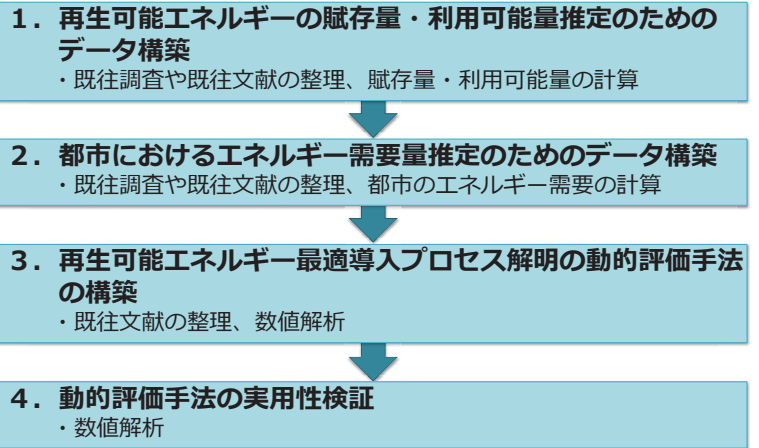 １．再生可能エネルギーの賦存量・利用可能量推定のための
データ構築
・既往調査や既往文献の整理、賦存量・利用可能量の計算
２．都市におけるエネルギー需要量推定のためのデータ構築
・既往調査や既往文献の整理、都市のエネルギー需要の計算
３．再生可能エネルギー最適導入プロセス解明の動的評価手法
の構築
・既往文献の整理、数値解析
４．動的評価手法の実用性検証
・数値解析